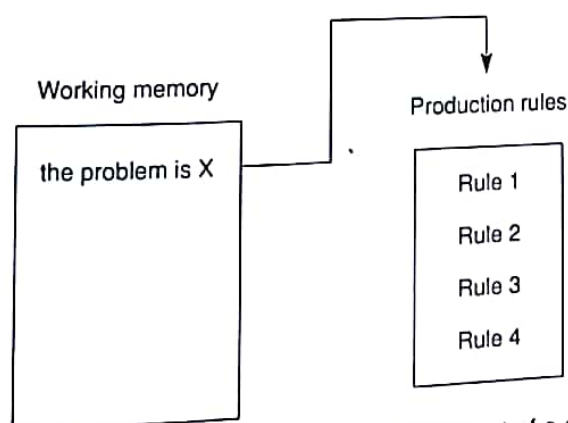 Working memory
the problem is X
Production rules
Rule 1
Rule 2
Rule 3
Rule 4